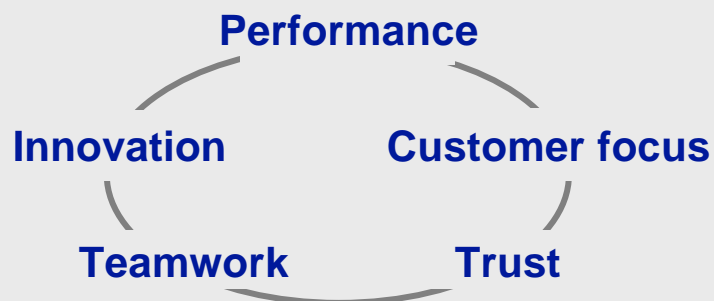 Performance
Innovation
Customer focus
Teamwork
Trust